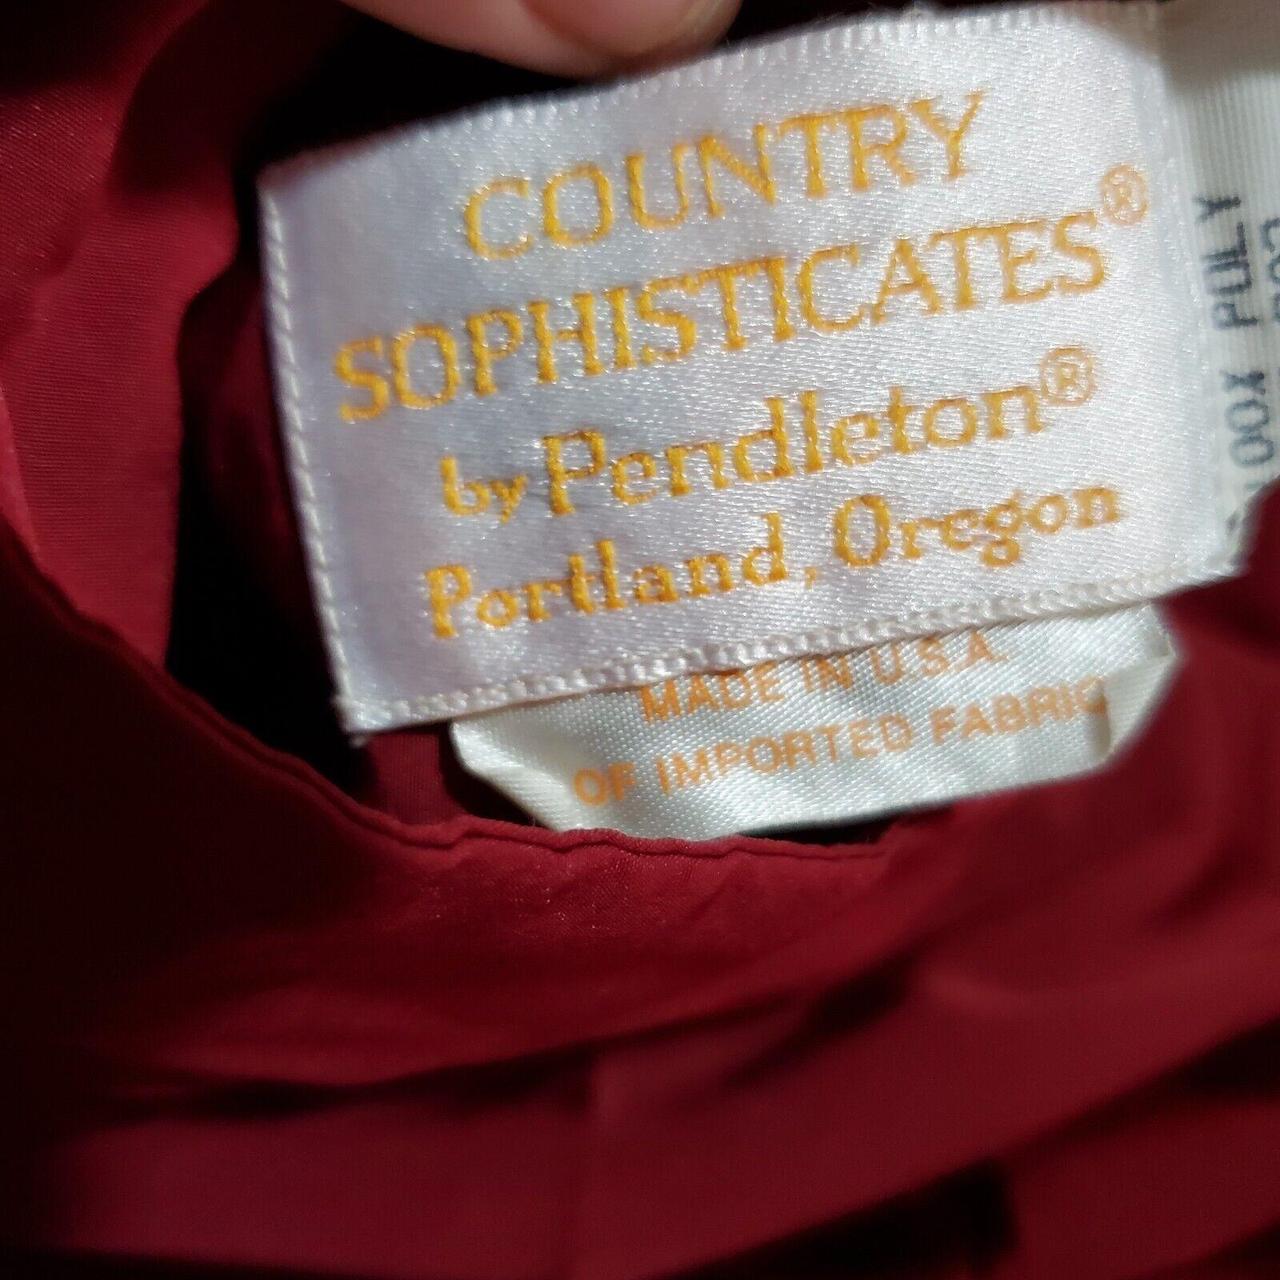 COUNTRY
SOPHISTICATES®
by Pendleton®
Portland, Oregon
MADE IN U.S.A.
OF IMPORTED FABRIC
100% POLY